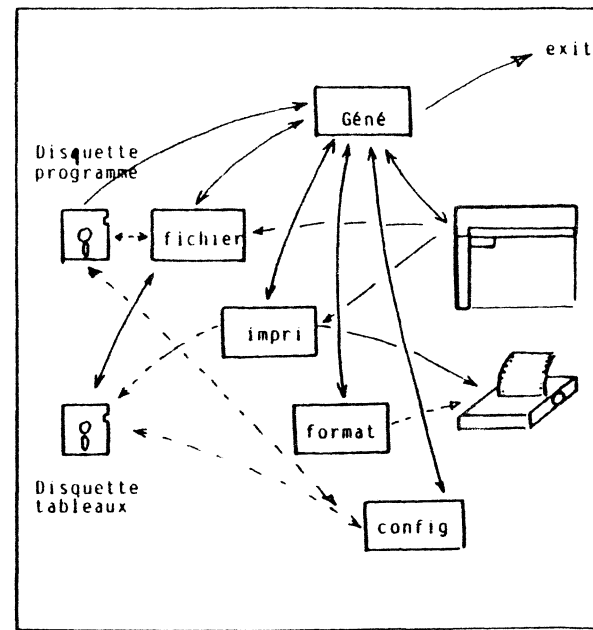 exit
Géné
Disquette
programme
fichier
impri
format
Disquette
tableaux
config